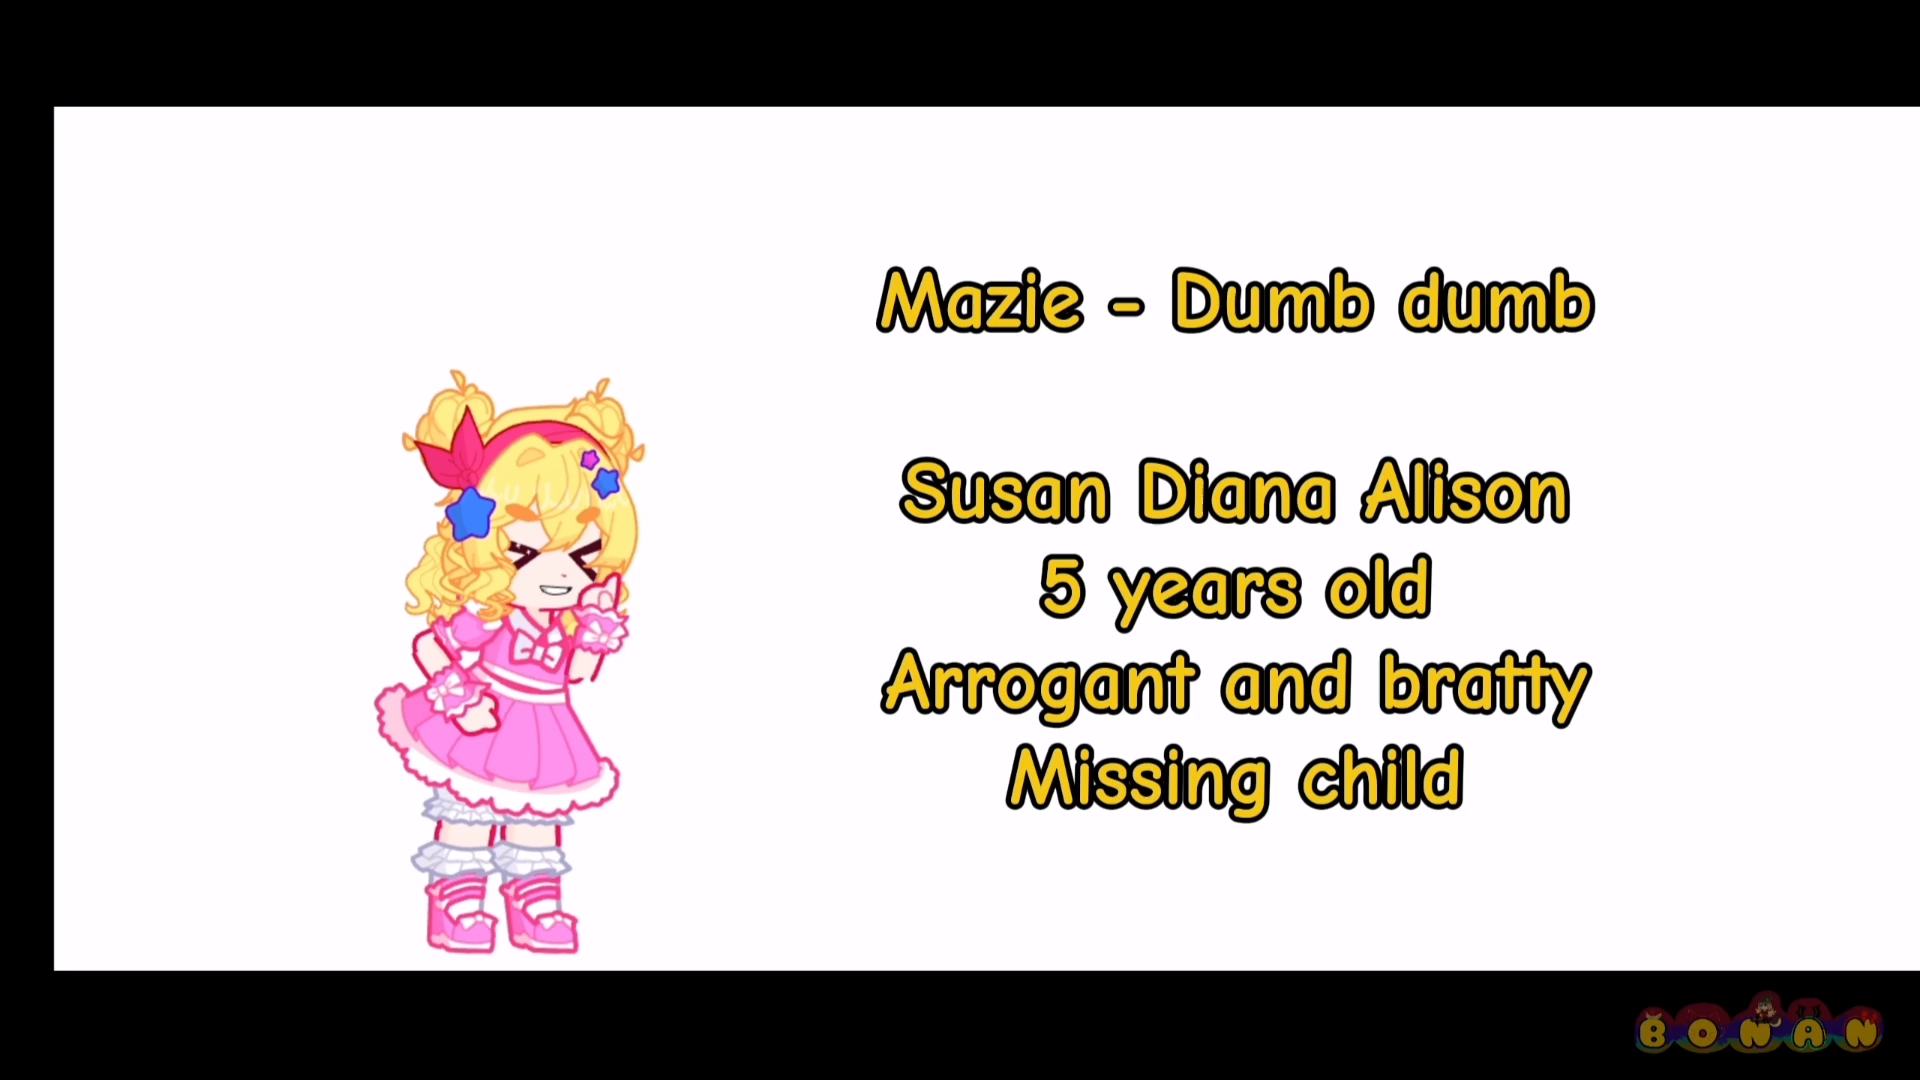 Mazie - Dumb dumb
Susan Diana Alison
5 years old
Arrogant and bratty
Missing child
BONAN